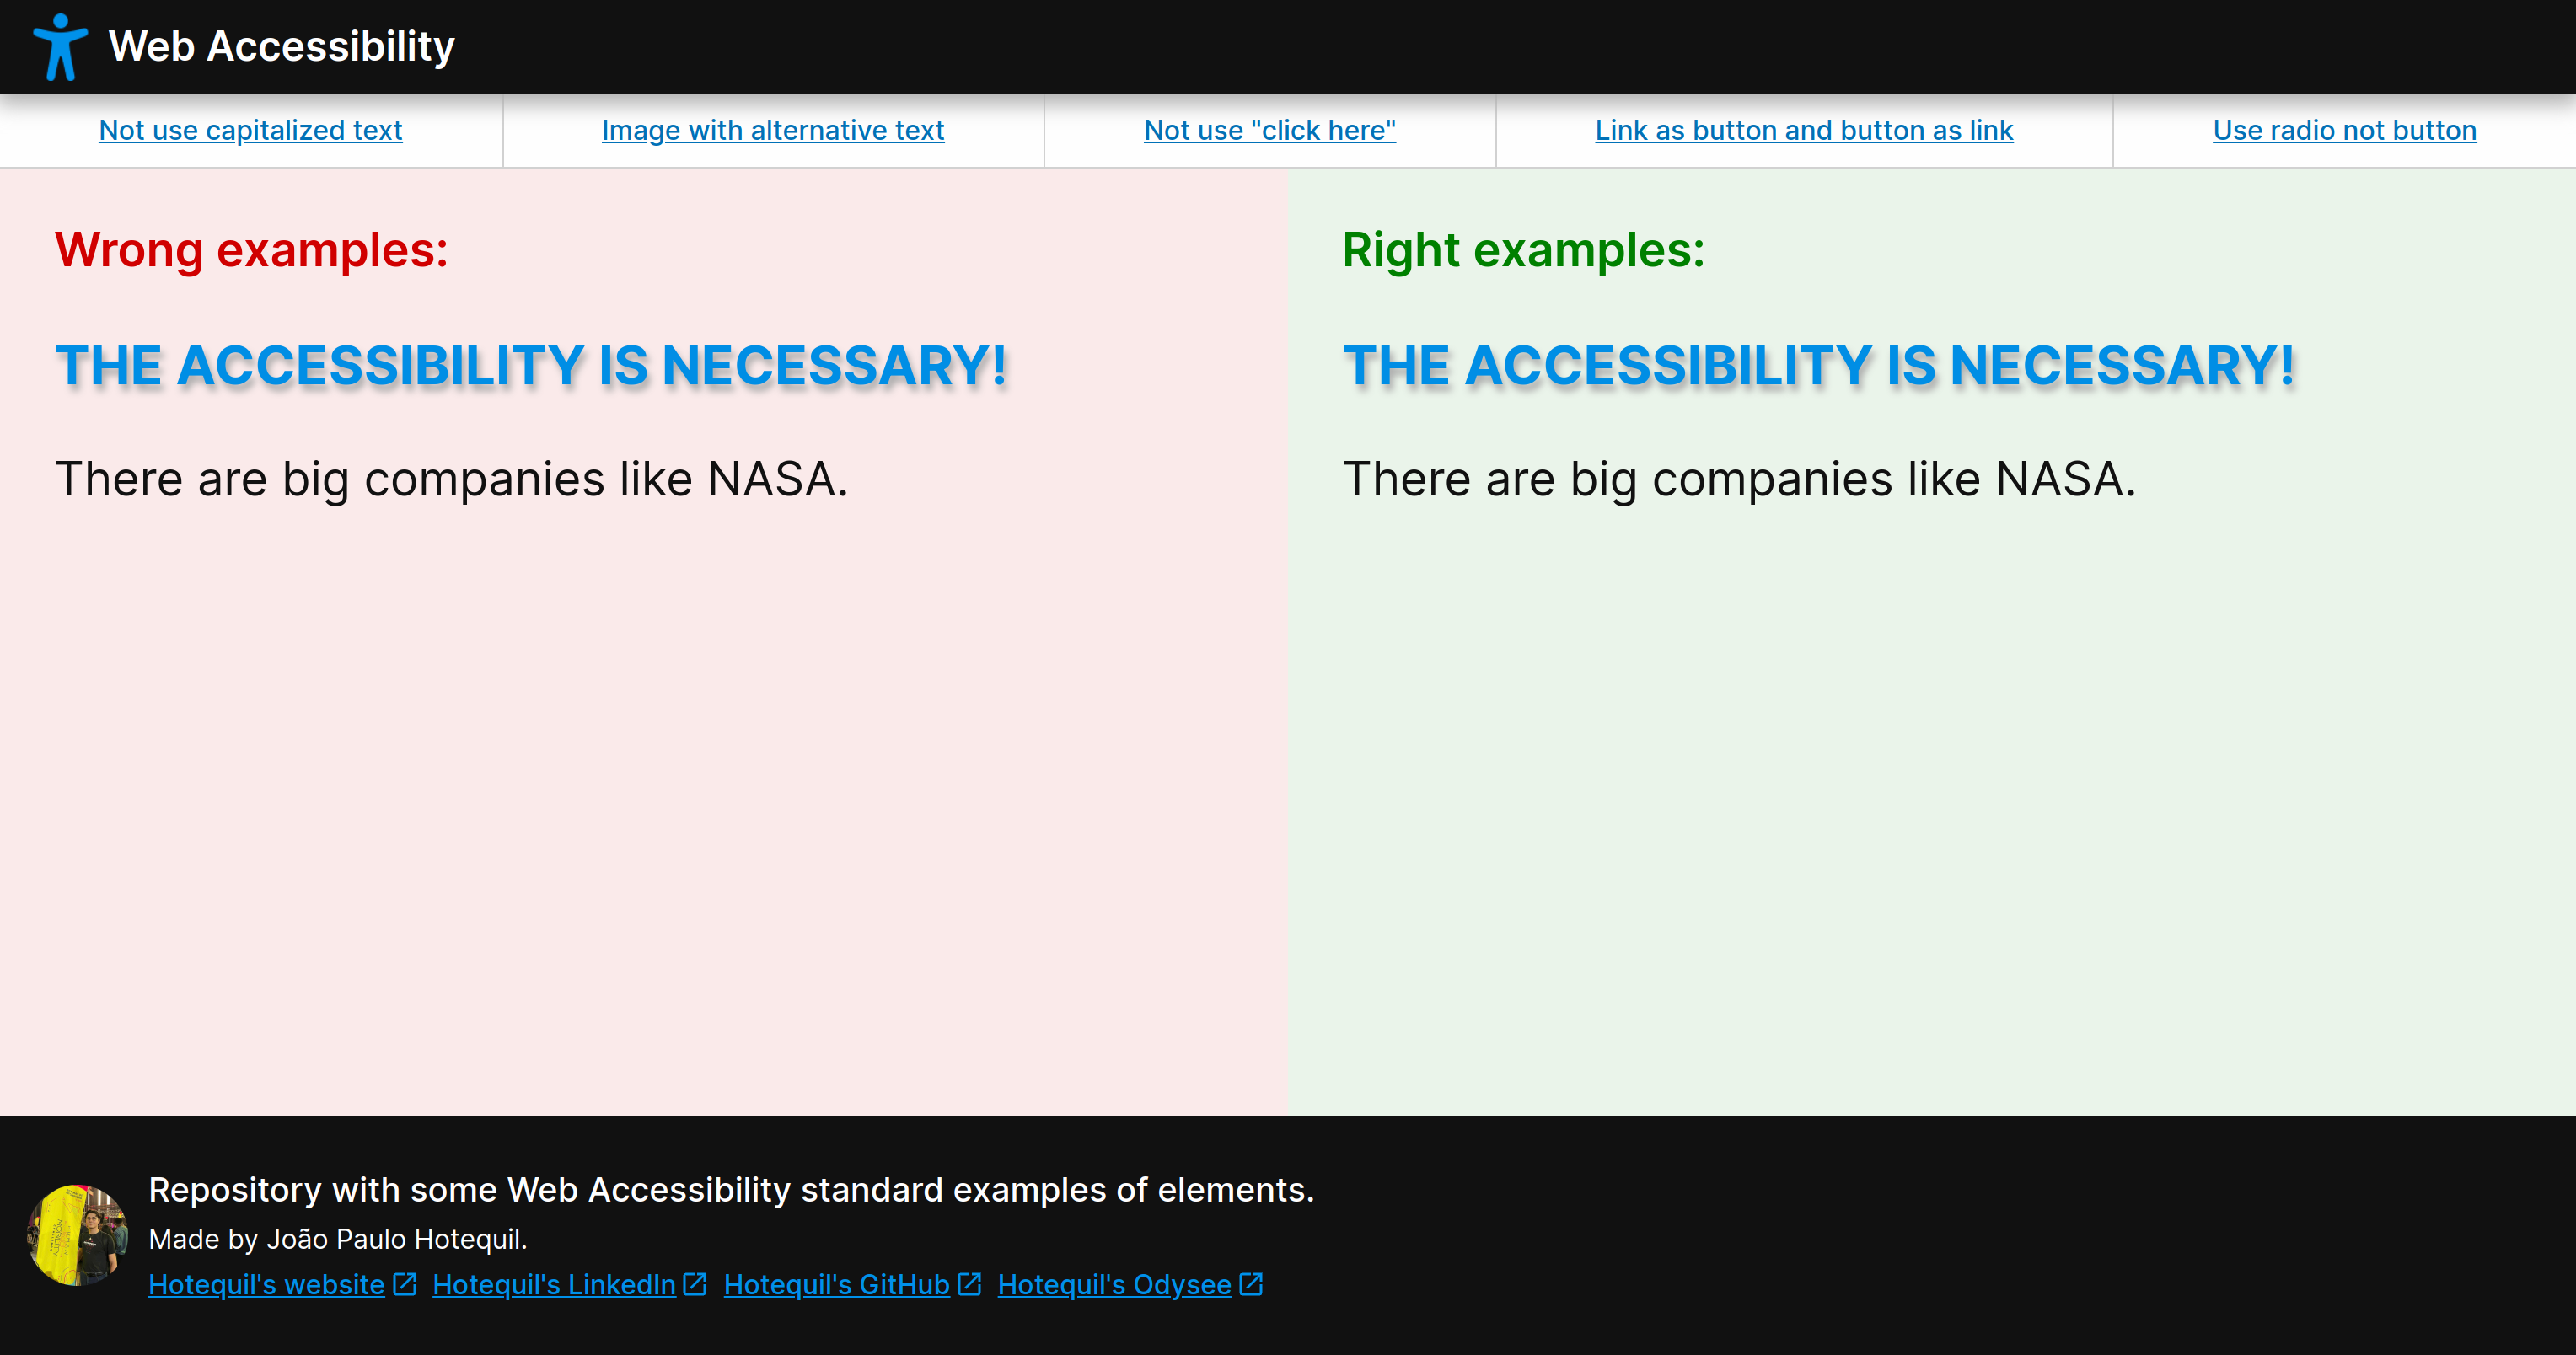 Web Accessibility
Not use capitalized text
Image with alternative text
Not use "click here"
Link as button and button as link
Use radio not button
Wrong examples:
THE ACCESSIBILITY IS NECESSARY!
There are big companies like NASA.
Right examples:
THE ACCESSIBILITY IS NECESSARY!
There are big companies like NASA.
Repository with some Web Accessibility standard examples of elements.
Made by João Paulo Hotequil.
Hotequil's website Hotequil's LinkedIn Hotequil's GitHub Hotequil's Odysee